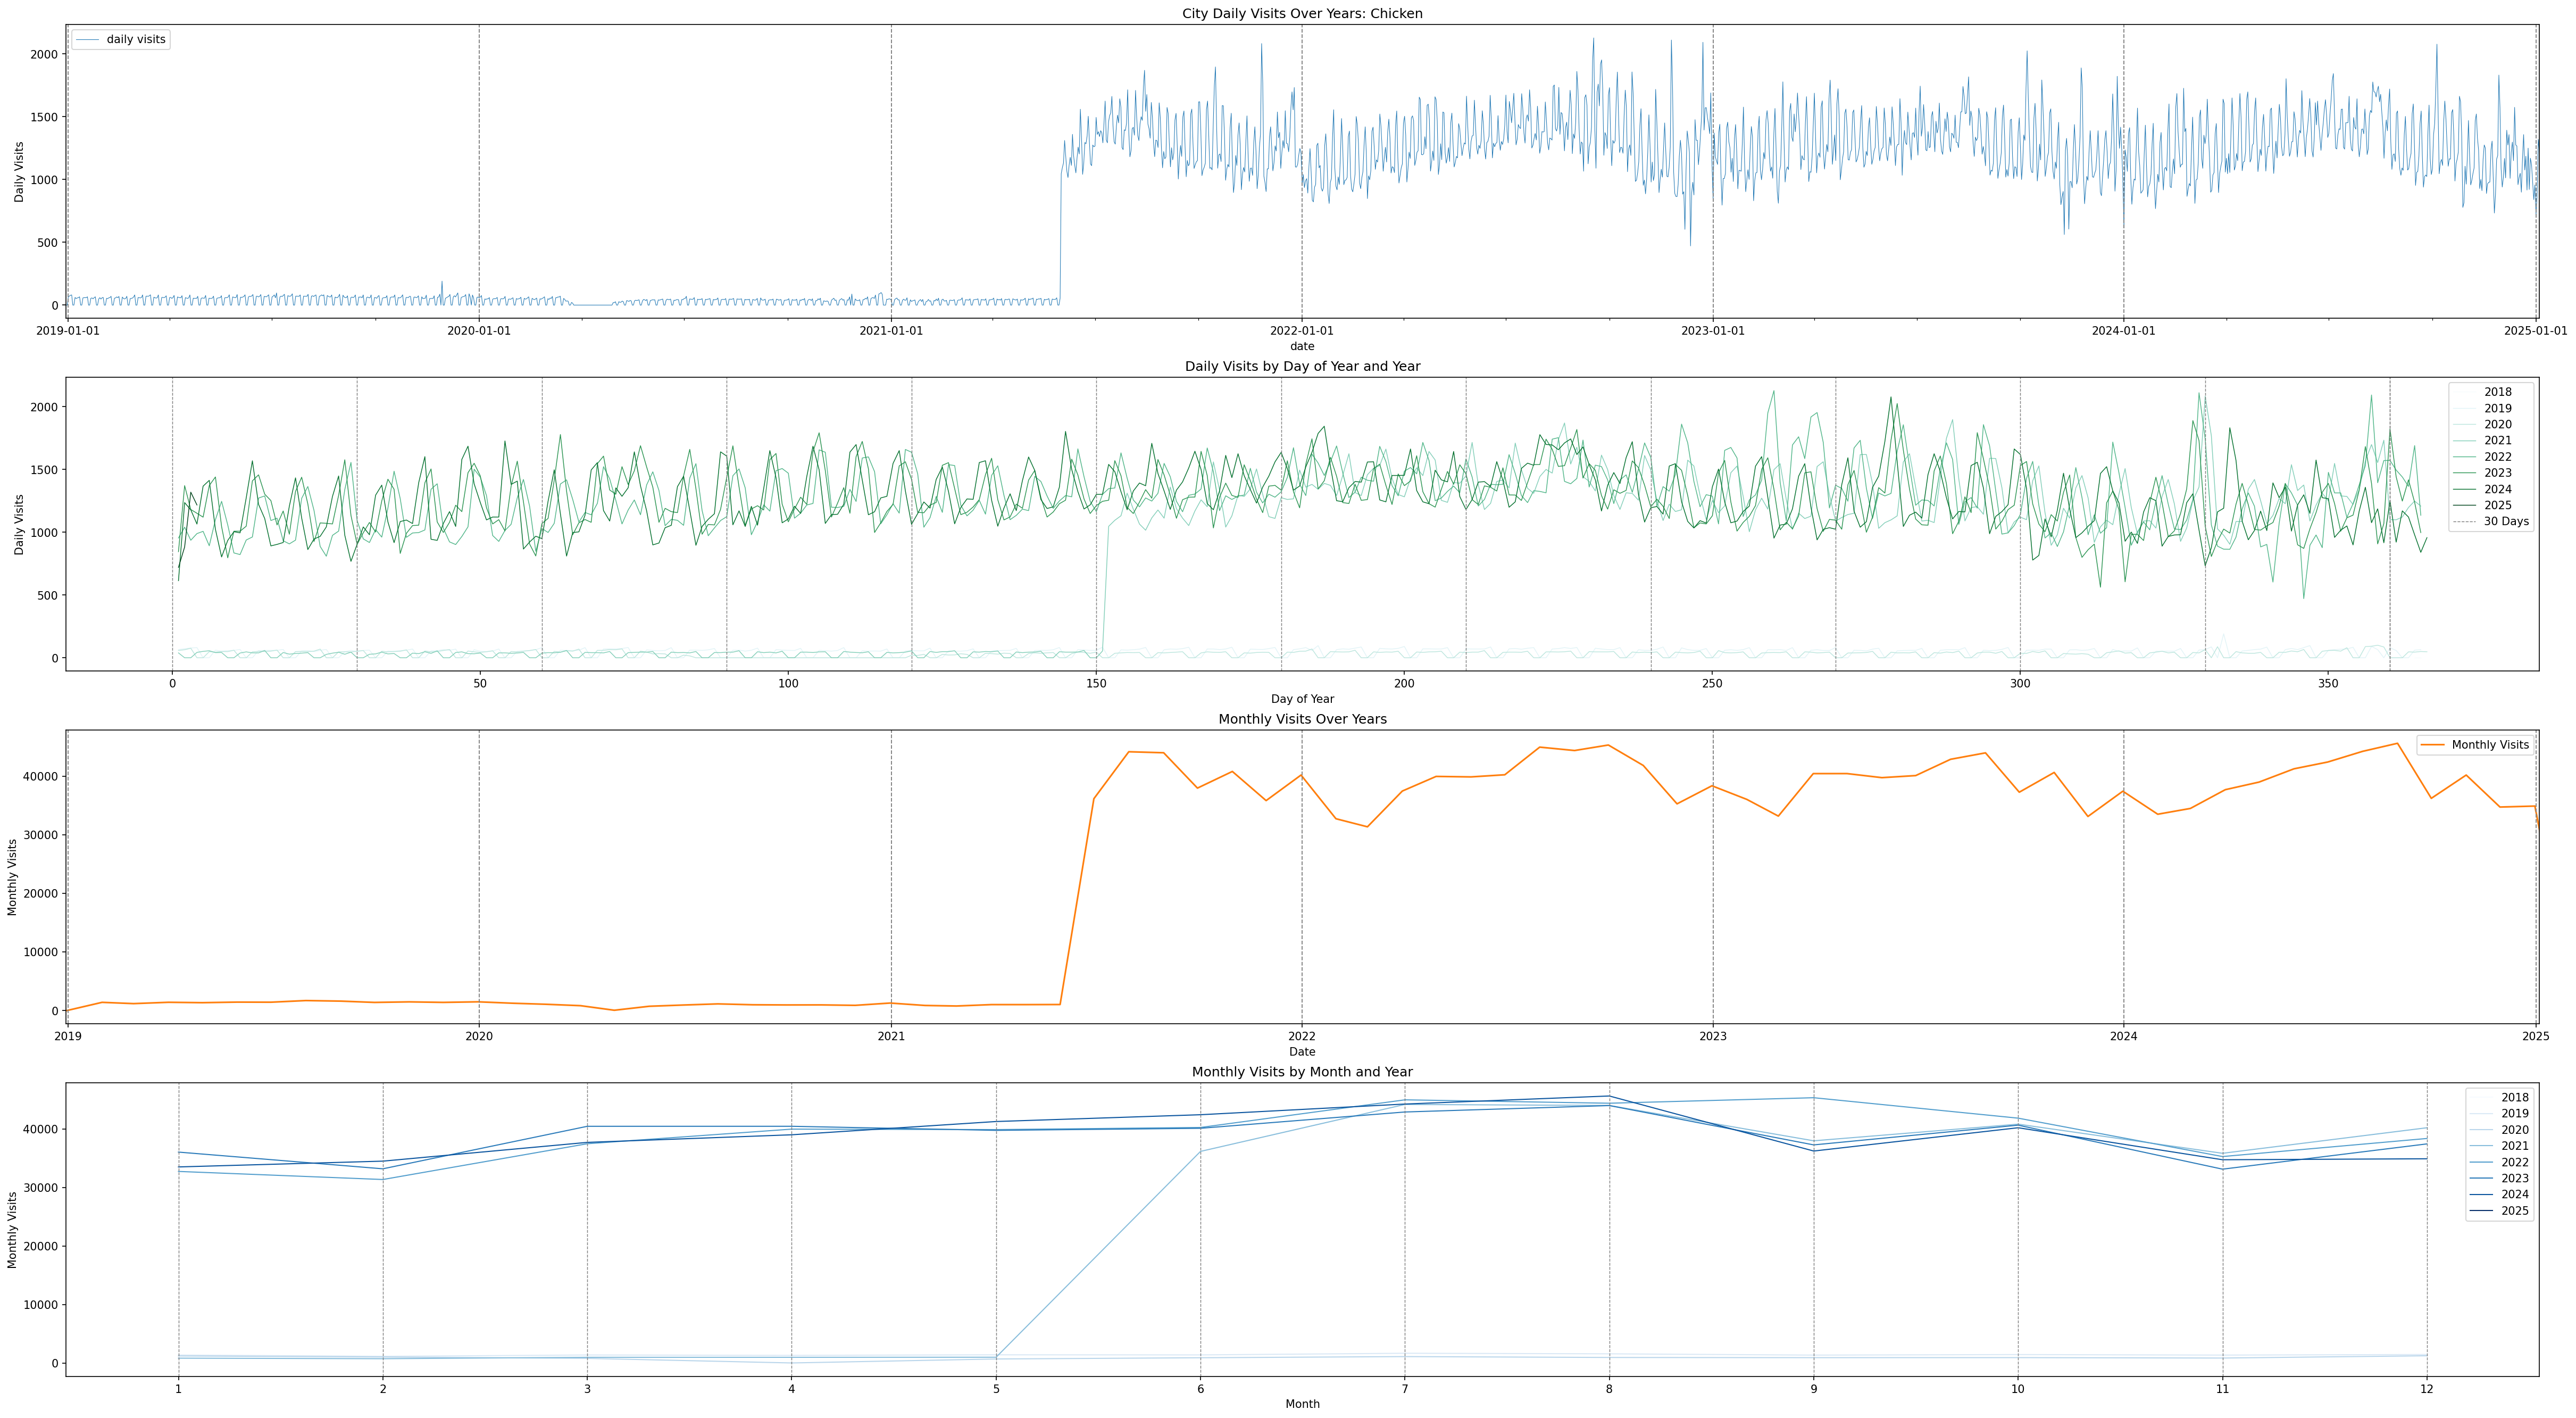 City Daily Visits Over Years: Chicken
daily visits
Daily Visits
2000
1500
1000
500
0
2019-01-01 2020-01-01 2021-01-01 2022-01-01 2023-01-01 2024-01-01 2025-01-01
date
Daily Visits by Day of Year and Year
Daily Visits
2000
1500
1000
500
0
2018
2019
2020
2021
2022
2023
2024
2025
30 Days
0 50 100 150 200 250 300 350
Day of Year
Monthly Visits Over Years
Monthly Visits
Monthly Visits
40000
30000
20000
10000
0
2019 2020 2021 2022 2023 2024 2025
Date
Monthly Visits by Month and Year
Monthly Visits
40000
30000
20000
10000
0
2018
2019
2020
2021
2022
2023
2024
2025
1 2 3 4 5 6 7 8 9 10 11 12
Month